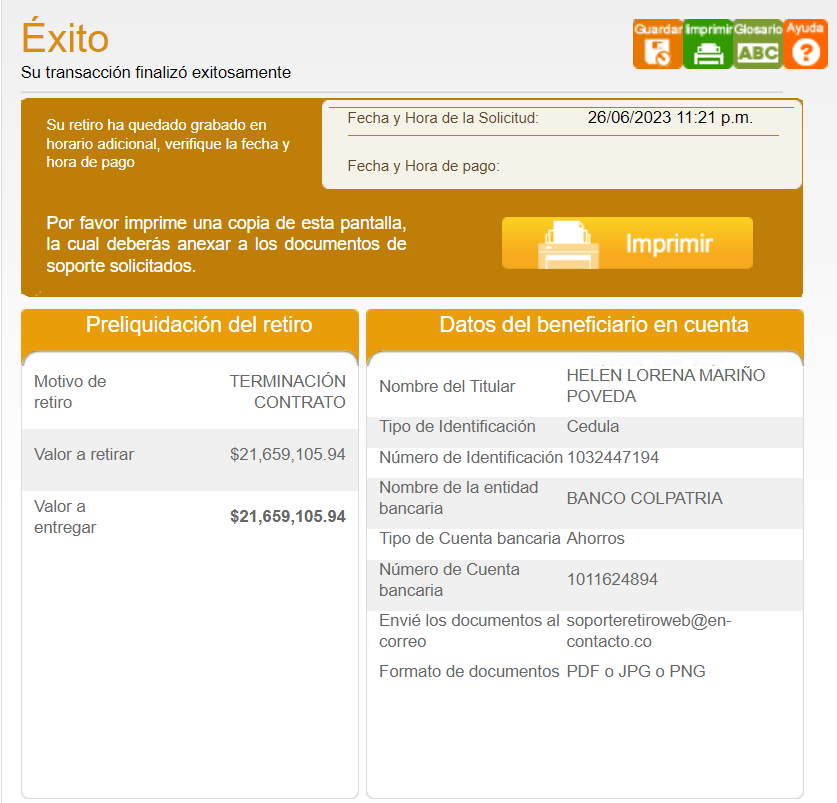 Éxito
Su transacción finalizó exitosamente
Guardar Imprimir Glosario Ayuda
ABC ?
Su retiro ha quedado grabado en
horario adicional, verifique la fecha y
hora de pago
Fecha y Hora de la Solicitud: 26/06/2023 11:21 p.m.
Fecha y Hora de pago:
Por favor imprime una copia de esta pantalla,
la cual deberás anexar a los documentos de
soporte solicitados.
Imprimir
Preliquidación del retiro
Motivo de
retiro
TERMINACIÓN
CONTRATO
Valor a retirar $21,659,105.94
Valor a
entregar
$21,659,105.94
Datos del beneficiario en cuenta
Nombre del Titular
HELEN LORENA MARIÑO
POVEDA
Tipo de Identificación Cedula
Número de Identificación 1032447194
Nombre de la entidad
bancaria
BANCO COLPATRIA
Tipo de Cuenta bancaria Ahorros
Número de Cuenta
bancaria
1011624894
Envié los documentos al
correo
soporteretiroweb@en-
contacto.co
Formato de documentos PDF o JPG o PNG